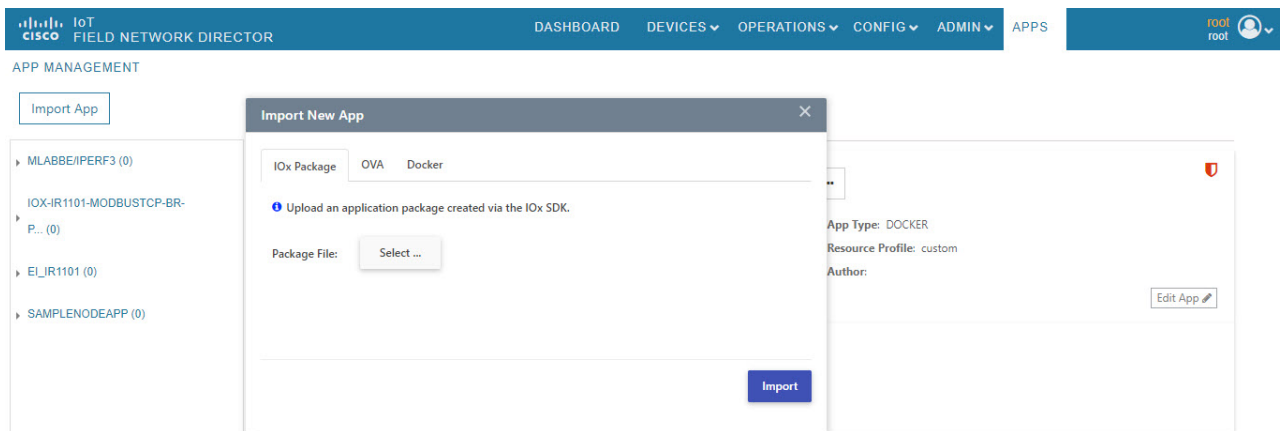 IoT
CISCO FIELD NETWORK DIRECTOR
DASHBOARD DEVICES OPERATIONS CONFIG ADMIN APPS
root
root
APP MANAGEMENT
Import App
Import New App
MLABBE/IPERF3 (0)
IOX-IR1101-MODBUSTCP-BR-
P... (0)
EI_IR1101 (0)
SAMPLENODEAPP (0)
IOx Package OVA Docker
Upload an application package created via the IOx SDK.
Package File: Select ...
Import
App Type: DOCKER
Resource Profile: custom
Author:
Edit App